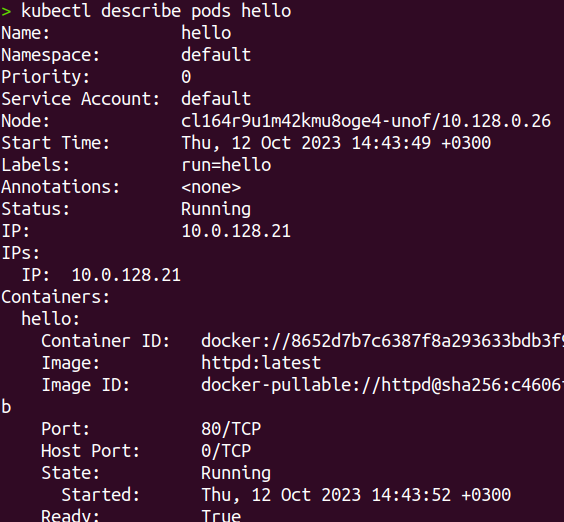 > kubectl describe pods hello
Name: hello
Namespace: default
Priority: 0
Service Account: default
Node: cl164r9u1m42kmu8oge4-unof/10.128.0.26
Start Time: Thu, 12 Oct 2023 14:43:49 +0300
Labels: run=hello
Annotations: <none>
Status: Running
IP: 10.0.128.21
IPs:
IP: 10.0.128.21
Containers:
hello:
Container ID: docker://8652d7b7c6387f8a293633bdb3f9
Image: httpd:latest
Image ID: docker-pullable://httpd@sha256:c4606
b
Port: 80/TCP
Host Port: 0/TCP
State: Running
Started: Thu, 12 Oct 2023 14:43:52 +0300
Ready: True